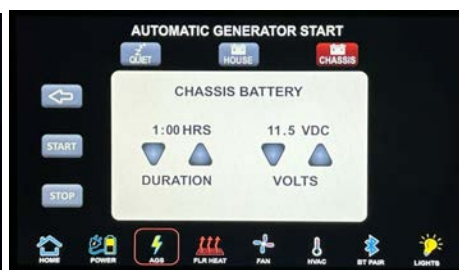 AUTOMATIC GENERATOR START
QUIET HOUSE CHASSIS
CHASSIS BATTERY
1:00 HRS 11.5 VDC
START
DURATION VOLTS
STOP
HOME POWER AGS FLR HEAT FAN HVAC BT PAIR LIGHTS